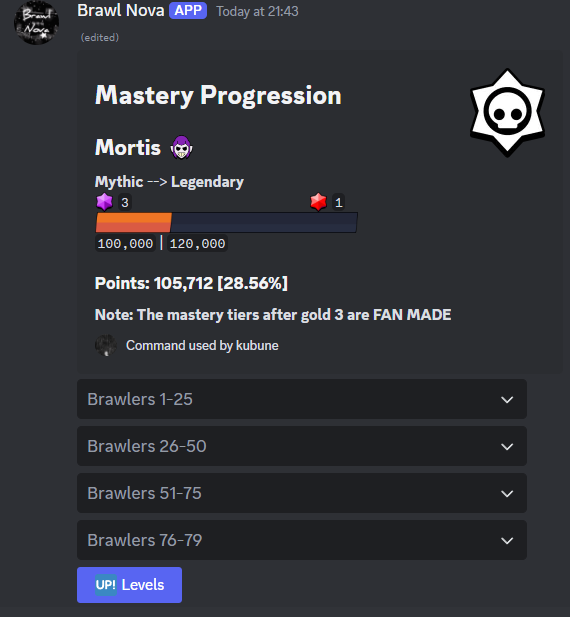 Brawl Nova
Brawl Nova APP Today at 21:43
(edited)
Mastery Progression
Mortis
Mythic --> Legendary
3 1
100,000 | 120,000
Points: 105,712 [28.56%]
Note: The mastery tiers after gold 3 are FAN MADE
Command used by kubune
Brawlers 1-25
Brawlers 26-50
Brawlers 51-75
Brawlers 76-79
UP! Levels